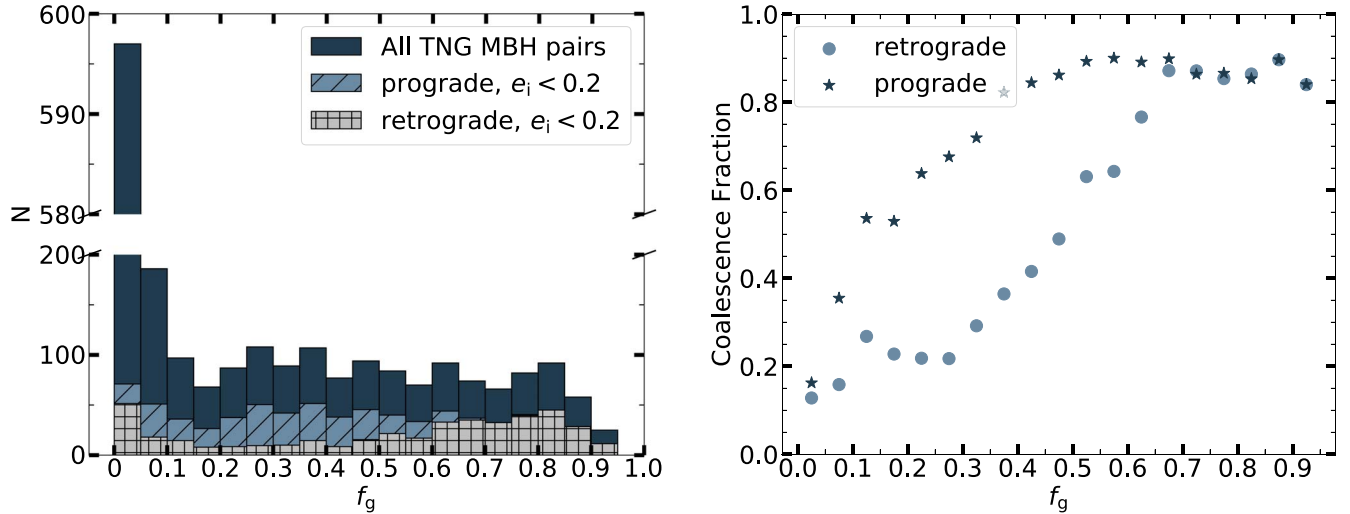 600
590
580
200
100
0
N
All TNG MBH pairs
prograde, e_i < 0.2
retrograde, e_i < 0.2
0 0.1 0.2 0.3 0.4 0.5 0.6 0.7 0.8 0.9 1.0
f_g
1.0
0.8
0.6
0.4
0.2
0.0
Coalescence Fraction
retrograde
prograde
0.0 0.1 0.2 0.3 0.4 0.5 0.6 0.7 0.8 0.9
f_g